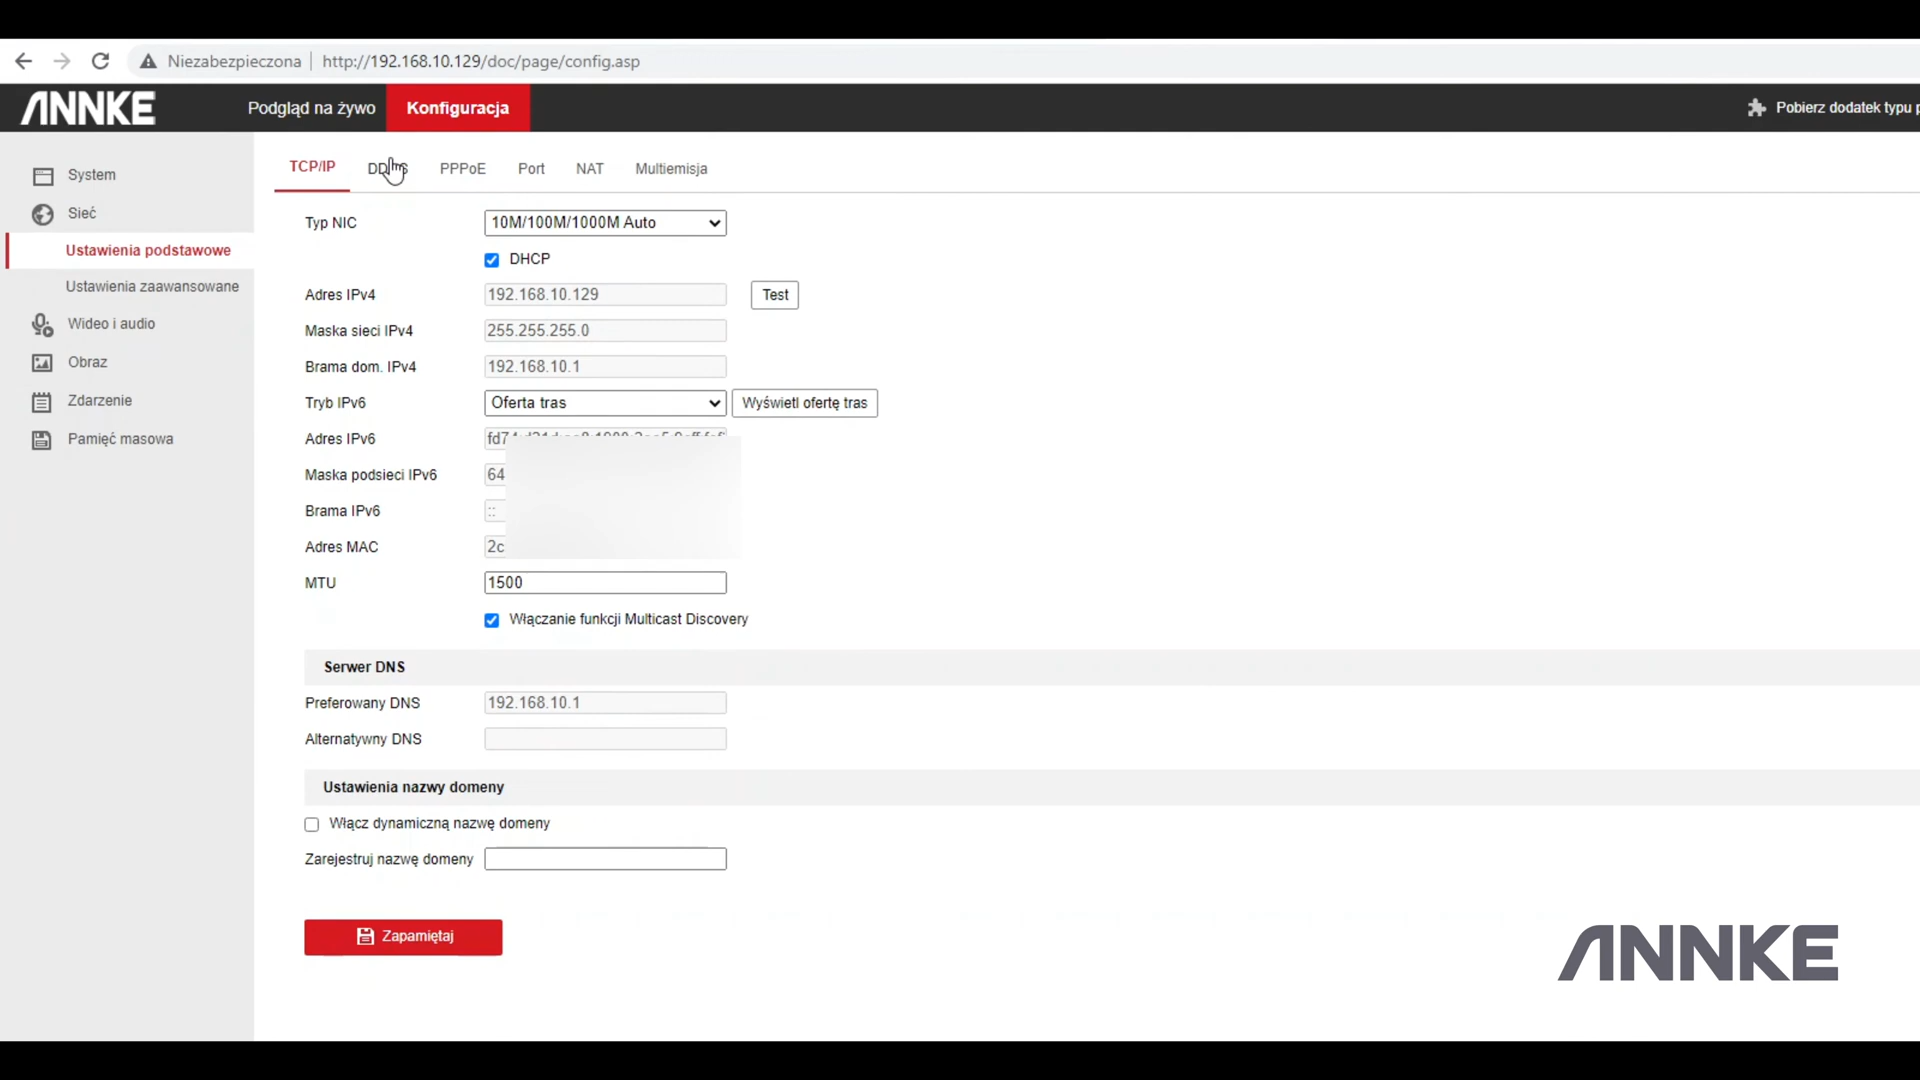 Niezabezpieczona | http://192.168.10.129/doc/page/config.asp
ANNKE Podgląd na żywo Konfiguracja Pobierz dodatek typu
TCP/IP PPPoE Port NAT Multiemisja
System
Sieć
Ustawienia podstawowe
Ustawienia zaawansowane
Wideo i audio
Obraz
Zdarzenie
Pamięć masowa
Typ NIC 10M/100M/1000M Auto
DHCP
Adres IPv4 192.168.10.129 Test
Maska sieci IPv4 255.255.255.0
Brama dom. IPv4 192.168.10.1
Tryb IPv6 Oferta tras Wyświetl ofertę tras
Adres IPv6
Maska podsieci IPv6 64
Brama IPv6 ::
Adres MAC 2c
MTU 1500
Włączanie funkcji Multicast Discovery
Serwer DNS
Preferowany DNS 192.168.10.1
Alternatywny DNS
Ustawienia nazwy domeny
Włącz dynamiczną nazwę domeny
Zarejestruj nazwę domeny
Zapamiętaj
ANNKE